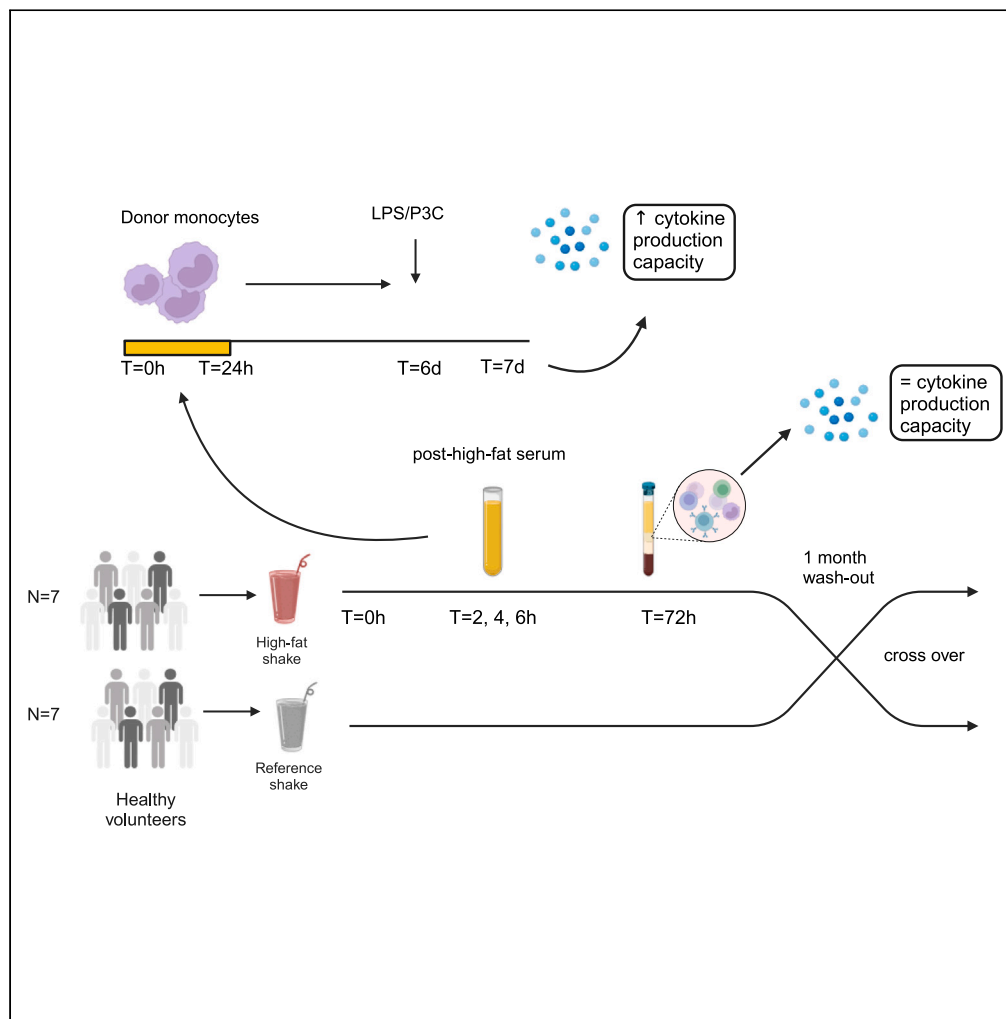 Donor monocytes
LPS/P3C
↑ cytokine
production
capacity
T=0h
T=24h
T=6d
T=7d
= cytokine
production
capacity
post-high-fat serum
1 month
wash-out
N=7
High-fat
shake
T=0h
T=2, 4, 6h
T=72h
cross over
N=7
Reference
shake
Healthy
volunteers